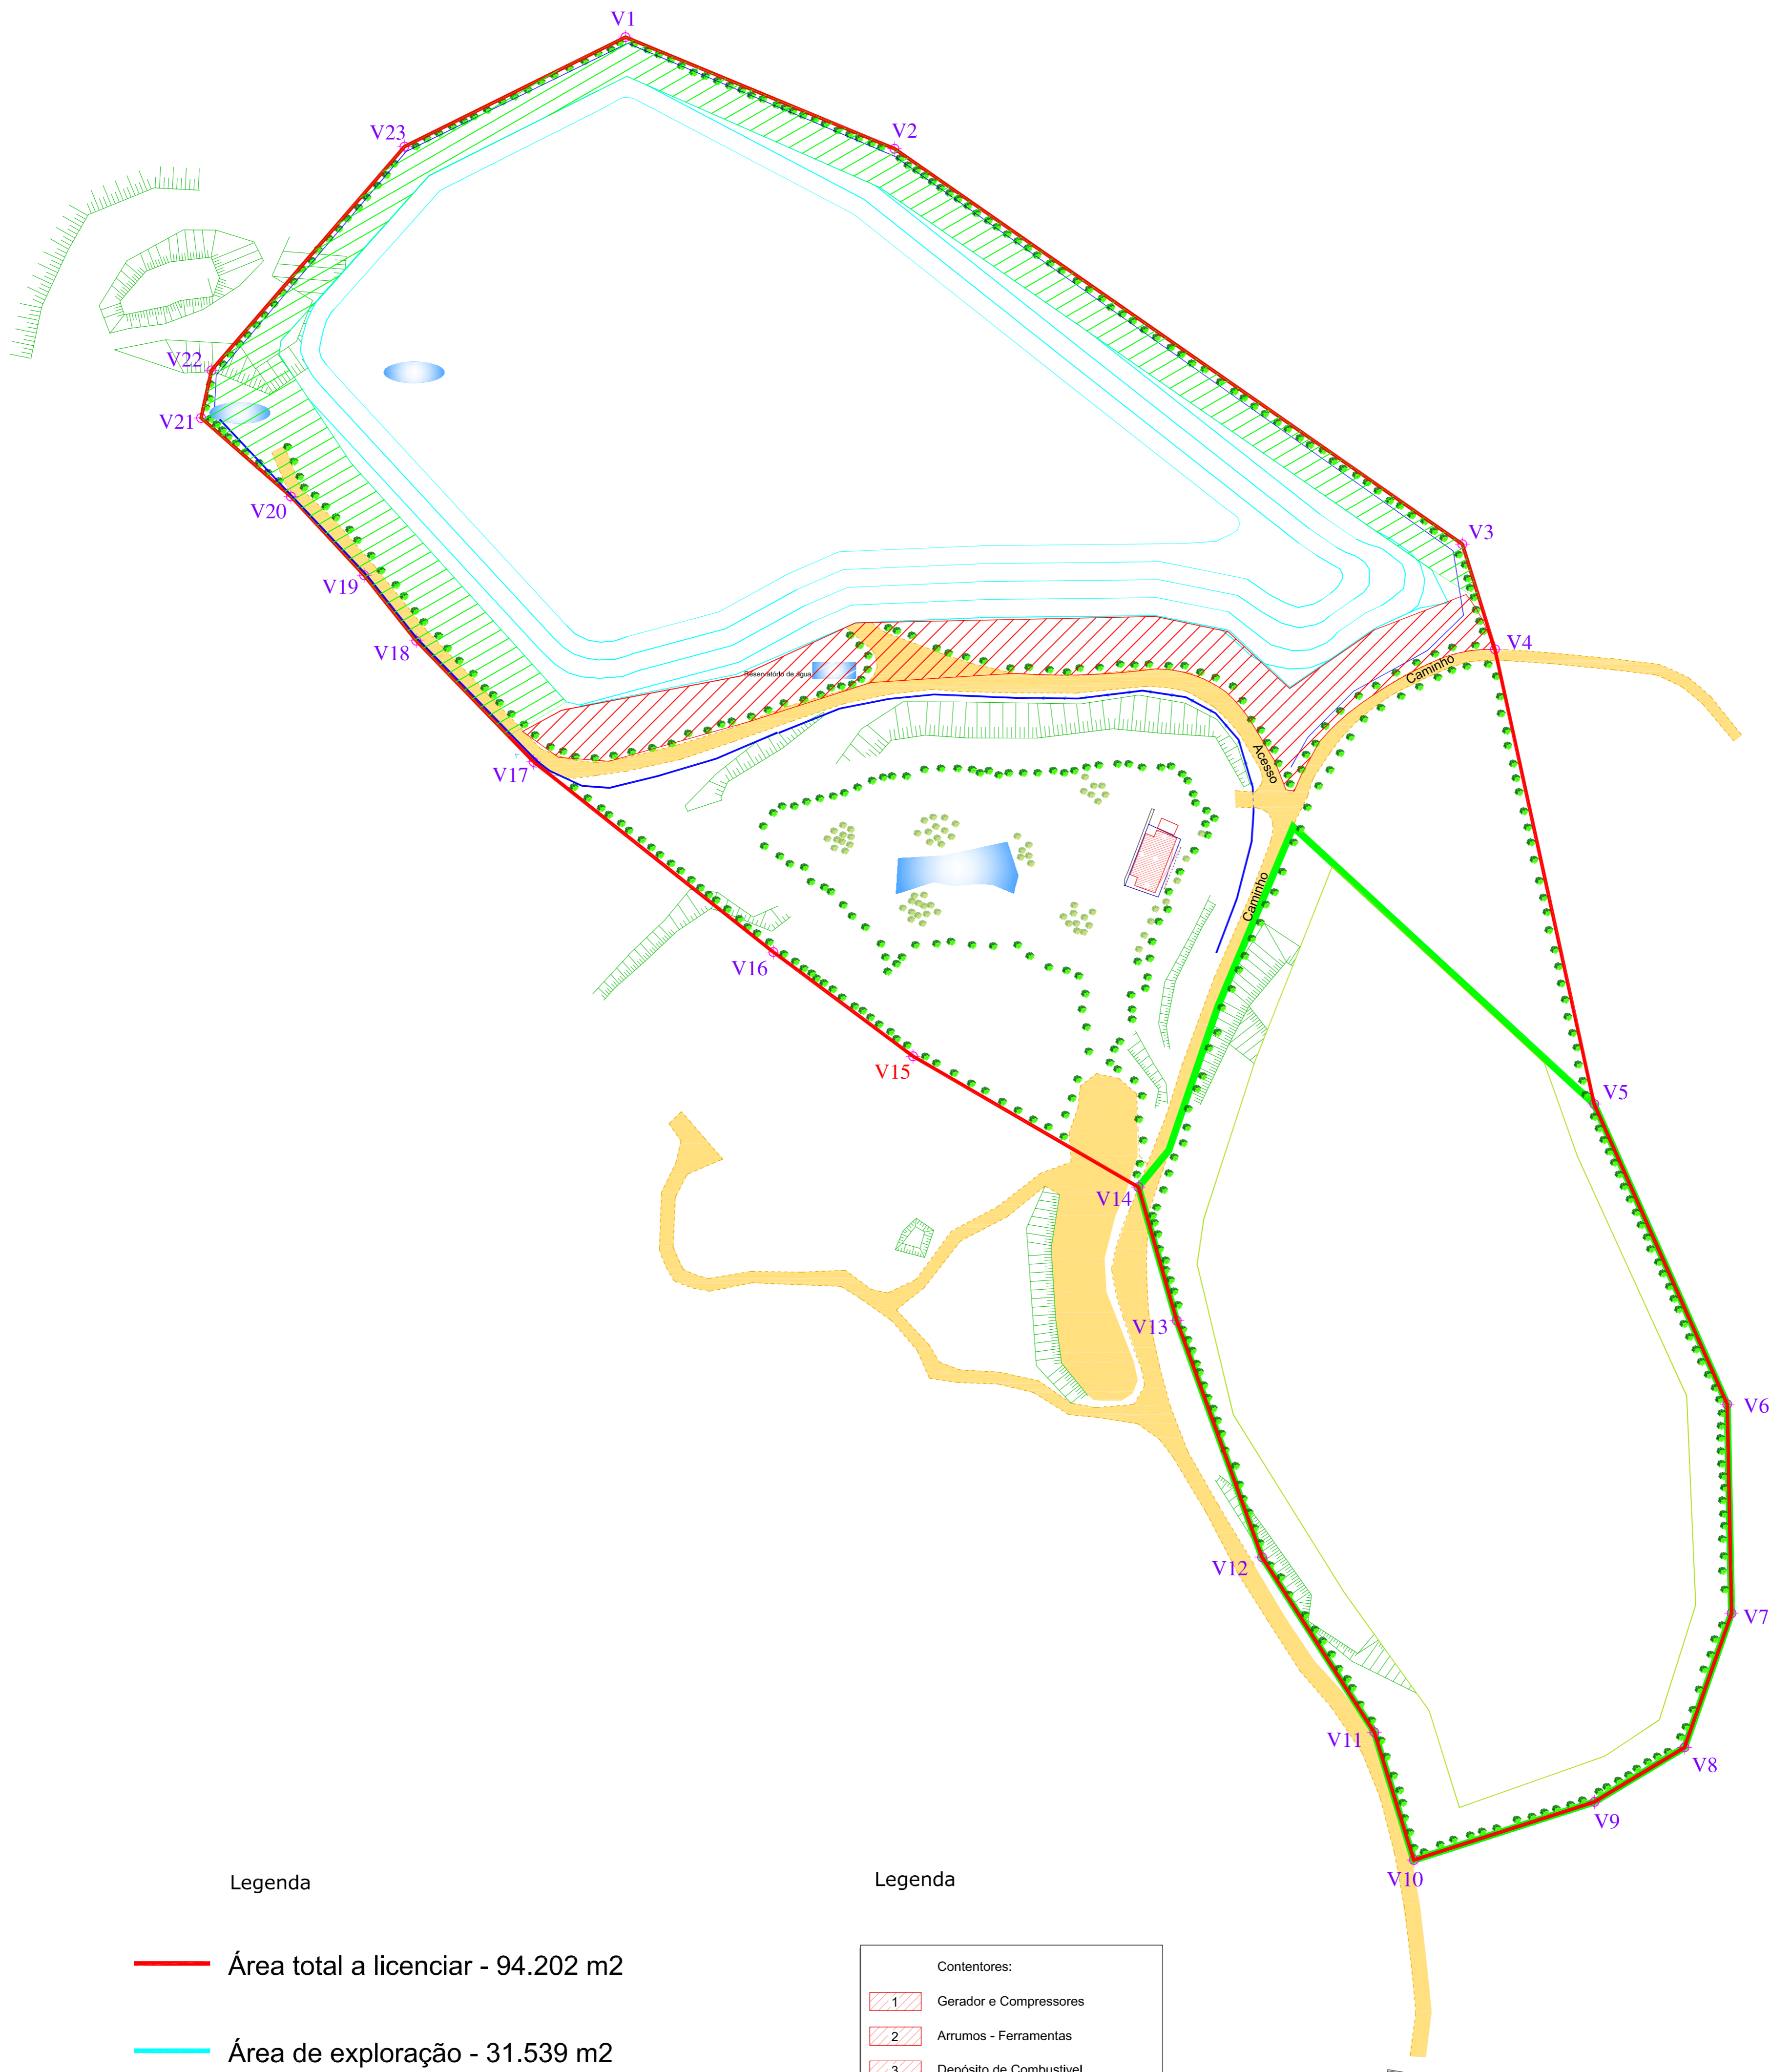 V1
V2
V23
V22
V21
V20
V19
V18
V17
V3
V4
Reservatório de água
Caminho
Acesso
Caminho
V16
V15
V5
V14
V13
V6
V12
V7
V11
V8
V9
V10
Legenda
Área total a licenciar - 94.202 m2
Área de exploração - 31.539 m2
Legenda
Contentores:
1 Gerador e Compressores
2 Arrumos - Ferramentas
3 Depósito de Combustivel